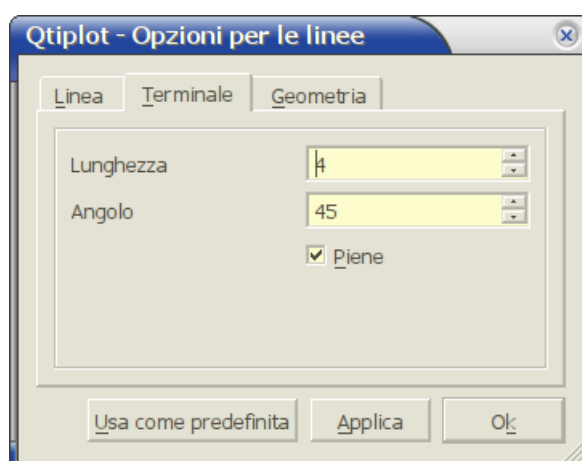 Qtiplot - Opzioni per le linee
Linea Terminale Geometria
Lunghezza 4
Angolo 45
Piene
Usa come predefinita Applica Ok